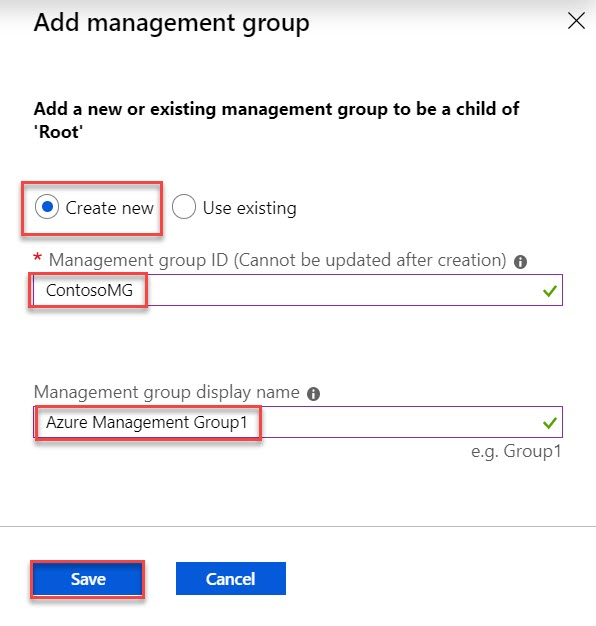 Add management group
Add a new or existing management group to be a child of
'Root'
Create new Use existing
* Management group ID (Cannot be updated after creation)
ContosoMG
Management group display name
Azure Management Group1
e.g. Group1
Save Cancel